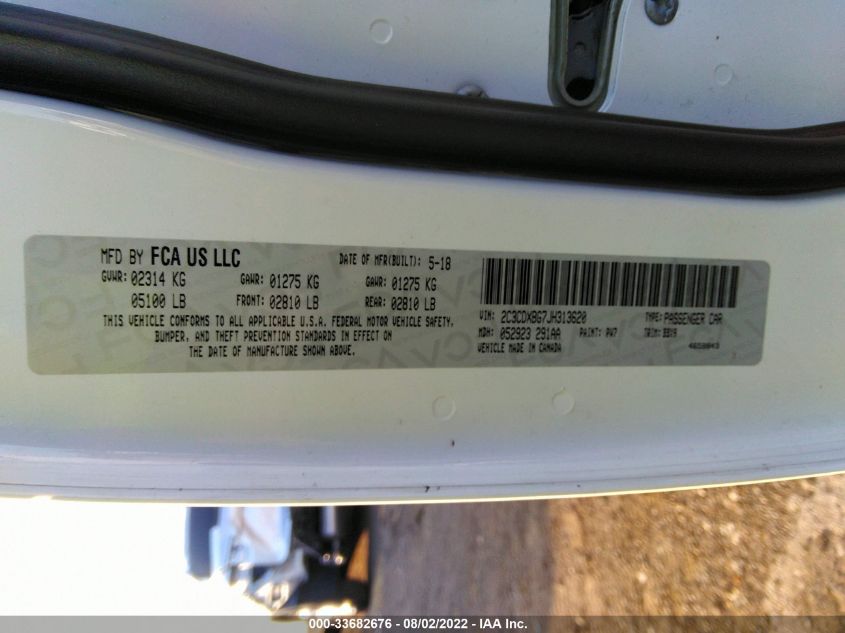 MFD BY FCA US LLC DATE OF MFR(BUILT): 5-18
GVWR: 02314 KG GAWR: 01275 KG GAWR: 01275 KG
05100 LB FRONT: 02810 LB REAR: 02810 LB
THIS VEHICLE CONFORMS TO ALL APPLICABLE U.S.A. FEDERAL MOTOR VEHICLE SAFETY,
BUMPER, AND THEFT PREVENTION STANDARDS IN EFFECT ON
THE DATE OF MANUFACTURE SHOWN ABOVE.
VIN: 2C3CDXBG7JH313620 TYPE: PASSENGER CAR
MDH: 052923 291AA PAINT: PW7 TRIM:
VEHICLE MADE IN CANADA
000-33682676 - 08/02/2022 - IAA Inc.